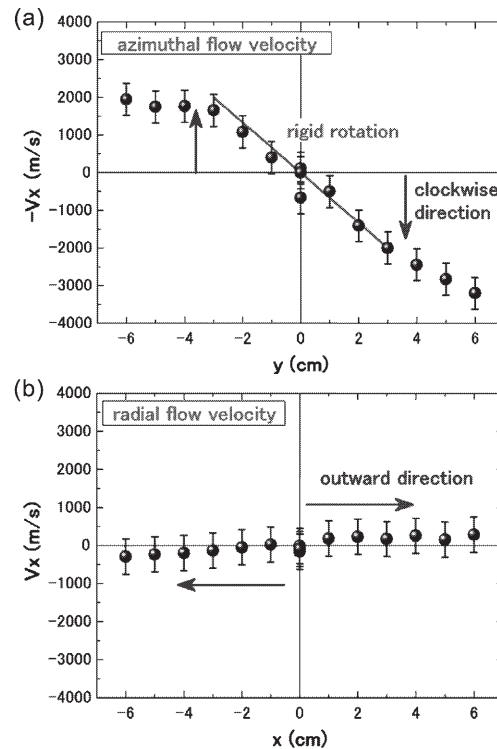 (a)
azimuthal flow velocity
4000
3000
2000
1000
0
-1000
-2000
-3000
-4000
-Vx (m/s)
rigid rotation
clockwise
direction
-6 -4 -2 0 2 4 6
y (cm)
(b)
radial flow velocity
4000
3000
2000
1000
0
-1000
-2000
-3000
-4000
Vx (m/s)
outward direction
-6 -4 -2 0 2 4 6
x (cm)